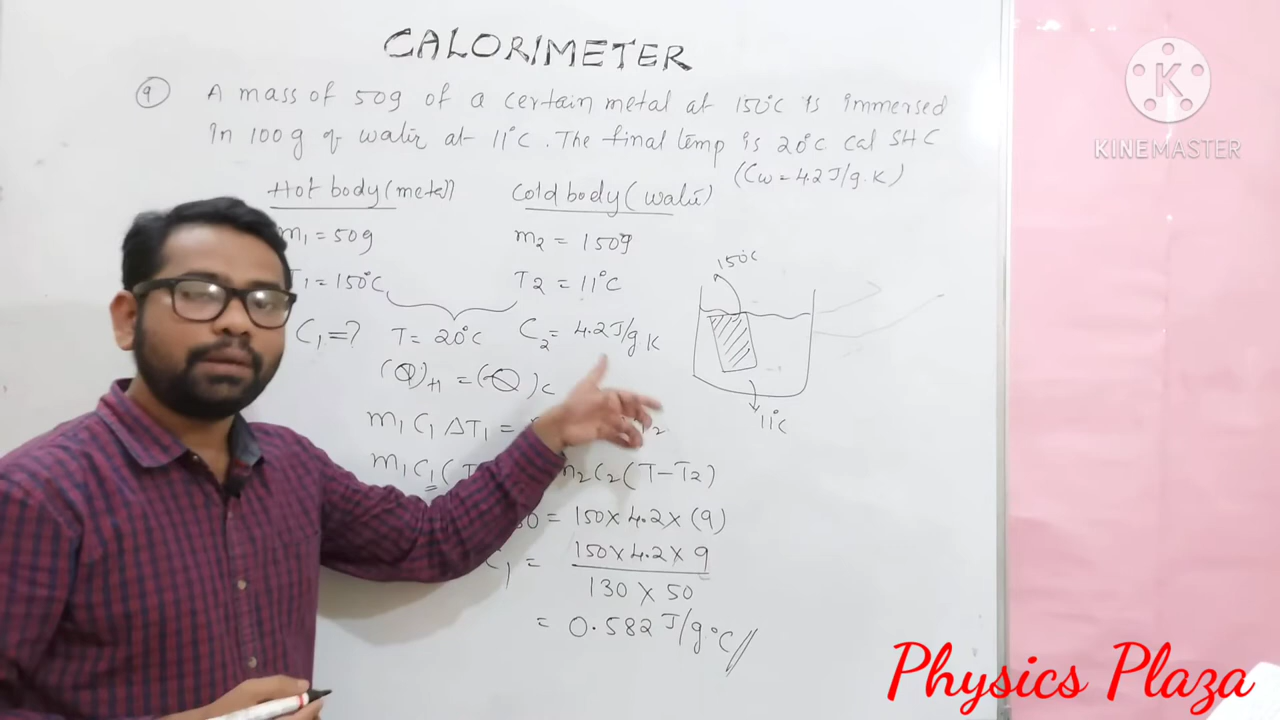 CALORIMETER
9 A mass of 50g of a certain metal at 150°C is immersed
in 100g of water at 11°C. The final temp is 20°C cal SHC
(Cw = 4.2 J/g.K)
Hot body (metal) Cold body (water)
m1 = 50g m2 = 150g
T1 = 150°C T2 = 11°C
C1 = ? T = 20°C C2 = 4.2 J/g K
(Q)H = (Q)C
m1 C1 ΔT1 =
m1 C1 ( m2 C2 (T-T2)
= 150 x 4.2 x (9)
= 150 x 4.2 x 9
130 x 50
= 0.582 J/g°C //
150°C
11°C
KINEMASTER
Physics Plaza